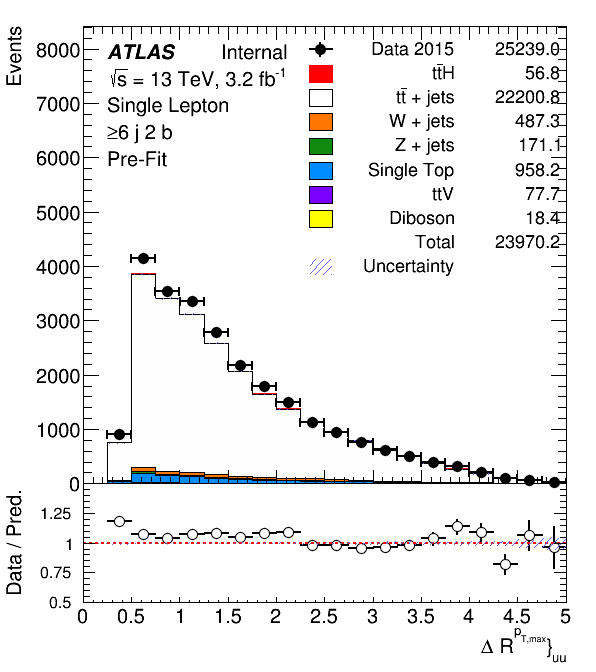 Events
8000
7000
6000
5000
4000
3000
2000
1000
0
ATLAS Internal
√s = 13 TeV, 3.2 fb⁻¹
Single Lepton
≥6 j 2 b
Pre-Fit
Data 2015 25239.0
tt̄H 56.8
tt̄ + jets 22200.8
W + jets 487.3
Z + jets 171.1
Single Top 958.2
ttV 77.7
Diboson 18.4
Total 23970.2
Uncertainty
Data / Pred.
1.25
1
0.75
0.5
0 0.5 1 1.5 2 2.5 3 3.5 4 4.5 5
Δ R^{p_{T,max}}}_{uu}